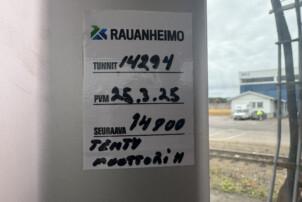 RAUANHEIMO
TUNNIT 14294
PVM 25.3.25
SEURAAVA 14800
TEHTY
MOOTTORI H